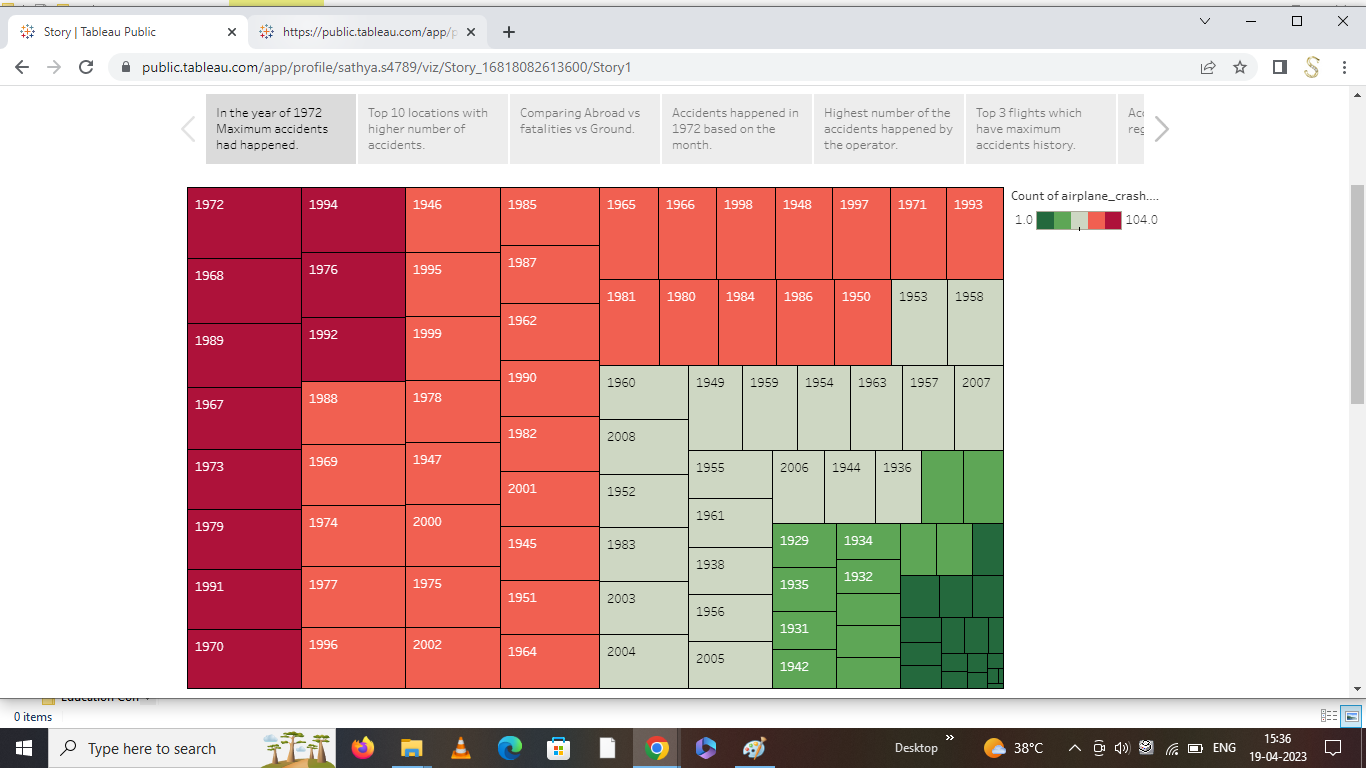 Story | Tableau Public
https://public.tableau.com/app/p
public.tableau.com/app/profile/sathya.s4789/viz/Story_16818082613600/Story1
In the year of 1972
Maximum accidents
had happened.
Top 10 locations with
higher number of
accidents.
Comparing Abroad vs
fatalities vs Ground.
Accidents happened in
1972 based on the
month.
Highest number of the
accidents happened by
the operator.
Top 3 flights which
have maximum
accidents history.
Acc
reg
Count of airplane_crash....
1.0
104.0
1972
1968
1989
1967
1973
1979
1991
1970
1994
1976
1992
1988
1969
1974
1977
1996
1946
1995
1999
1978
1947
2000
1975
2002
1985
1987
1962
1990
1982
2001
1945
1951
1964
1965 1966 1998 1948 1997 1971 1993
1981 1980 1984 1986 1950 1953 1958
1960
2008
1952
1983
2003
2004
1949 1959 1954 1963 1957 2007
1955
1961
1938
1956
2005
2006 1944 1936
1929
1935
1931
1942
1934
1932
0 items
Type here to search
Desktop
38°C
ENG
15:36
19-04-2023